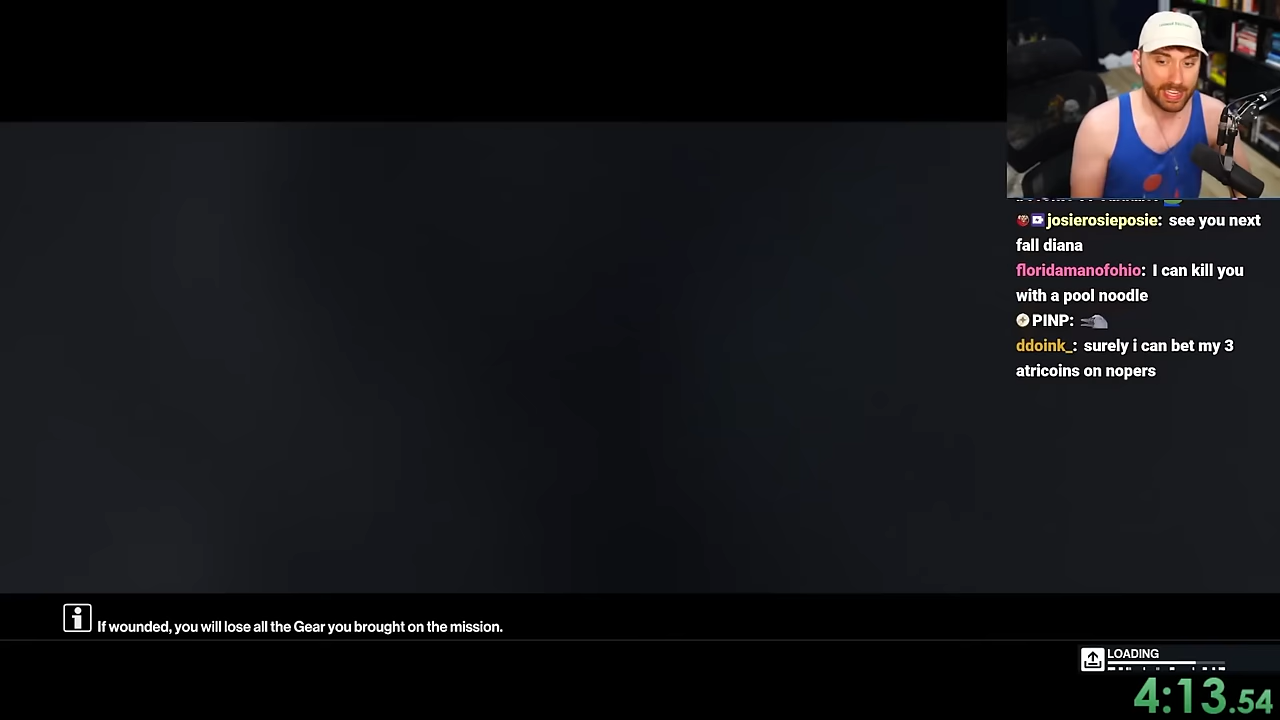 josierosieposie: see you next
fall diana
floridamanofohio: I can kill you
with a pool noodle
PINP:
ddoink_: surely i can bet my 3
atricoins on nopers
If wounded, you will lose all the Gear you brought on the mission.
LOADING
4:13.54